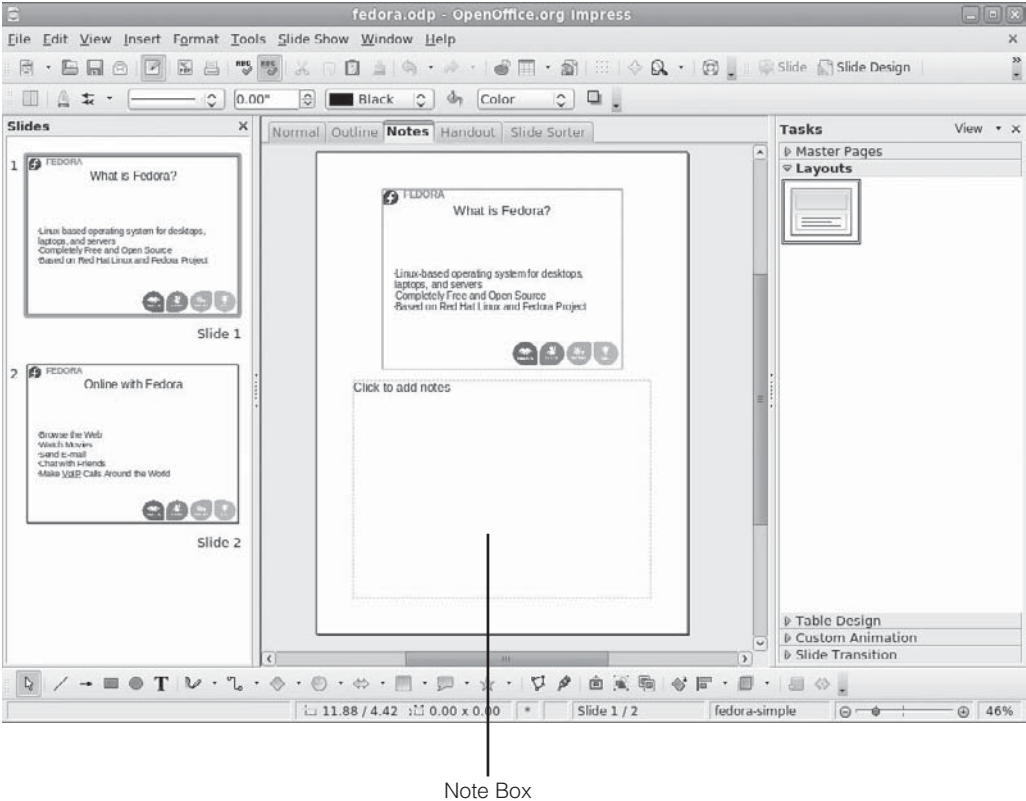 fedora.odp - OpenOffice.org Impress
File Edit View Insert Format Tools Slide Show Window Help
Slide Slide Design
0.00" Black Color
Slides
Normal Outline Notes Handout Slide Sorter
Tasks View
Master Pages
Layouts
1
FEDORA
What is Fedora?
Linux based operating system for desktops,
laptops, and servers
Completely Free and Open Source
Based on Red Hat Linux and Fedora Project
Slide 1
2
FEDORA
Online with Fedora
Browse the Web
Watch Movies
Send E-mail
Chat with Friends
Make VoIP Calls Around the World
Slide 2
FEDORA
What is Fedora?
Linux-based operating system for desktops,
laptops, and servers
Completely Free and Open Source
Based on Red Hat Linux and Fedora Project
Click to add notes
Table Design
Custom Animation
Slide Transition
11.88 / 4.42 0.00 x 0.00 * Slide 1 / 2 fedora-simple 46%
Note Box